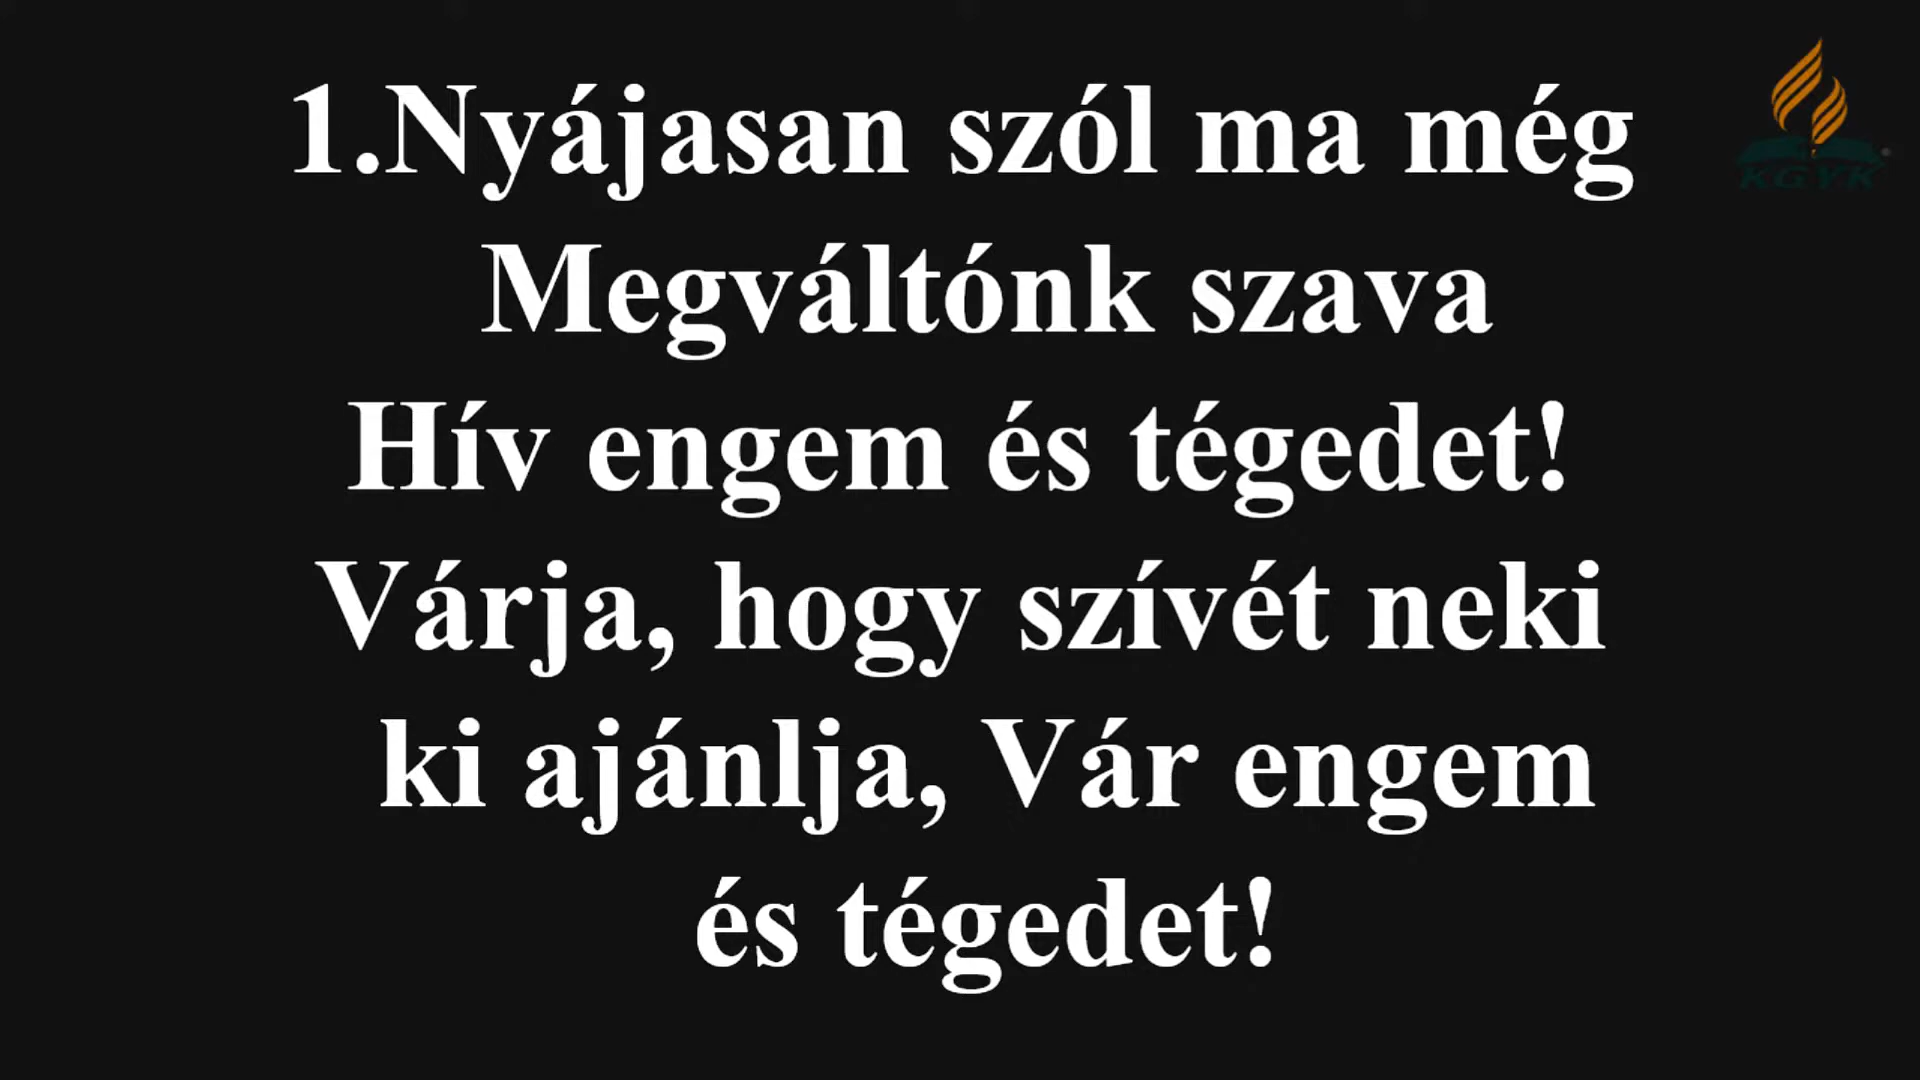 1.Nyájasan szól ma még
Megváltónk szava
Hív engem és tégedet!
Várja, hogy szívét neki
ki ajánlja, Vár engem
és tégedet!
KGYK